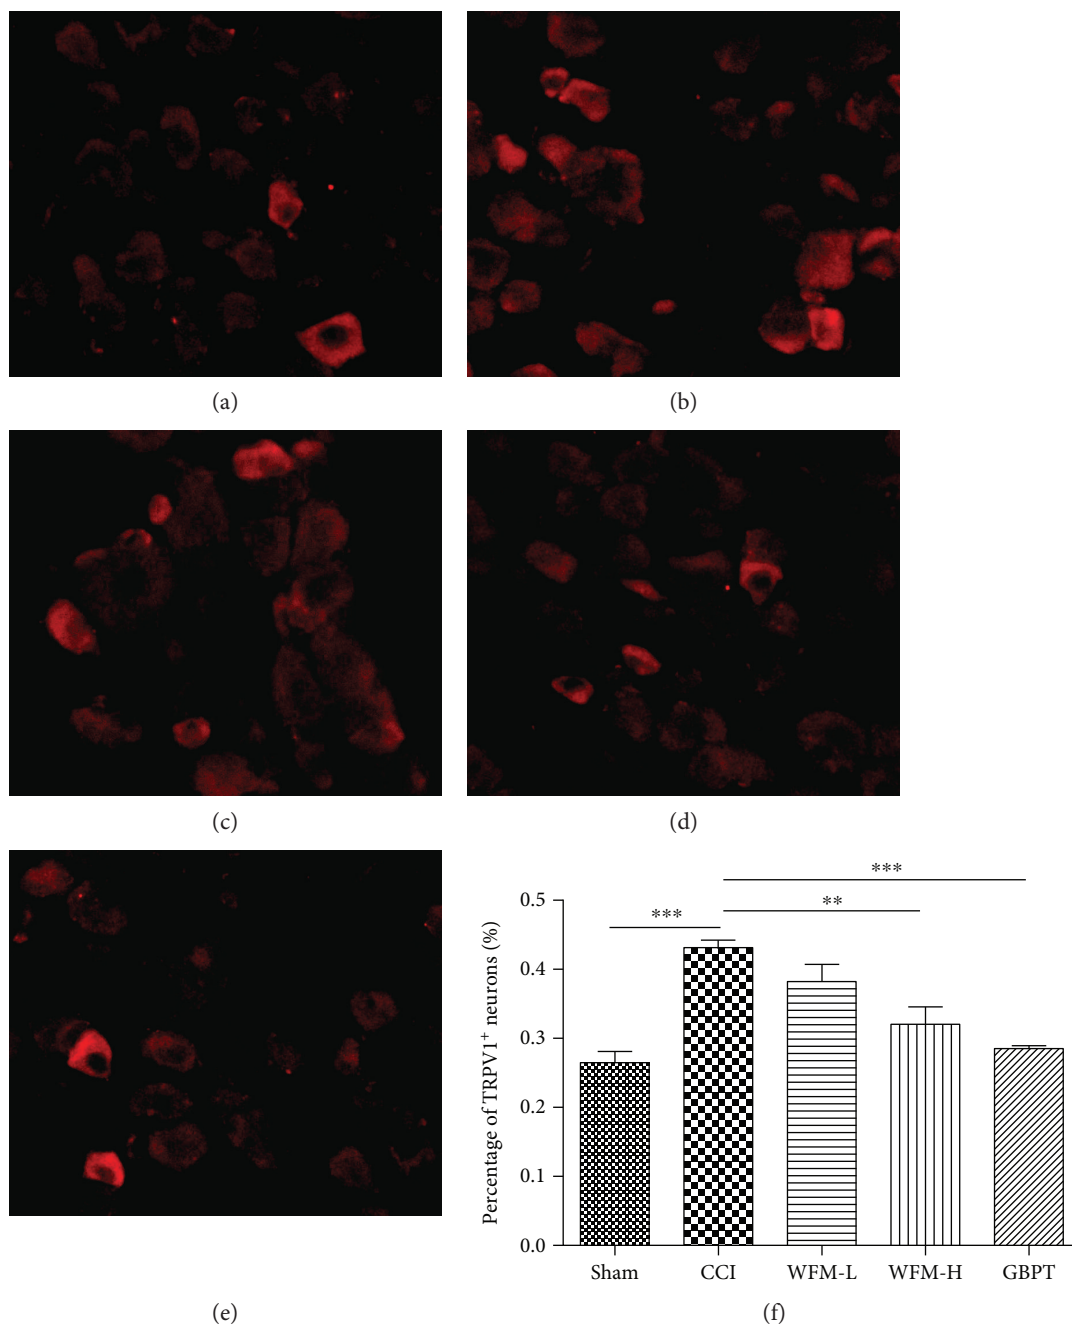 (a)
(b)
(c)
(d)
(e)
***
**
***
0.5
0.4
0.3
0.2
0.1
0.0
Percentage of TRPV1⁺ neurons (%)
Sham
CCI
WFM-L
WFM-H
GBPT
(f)